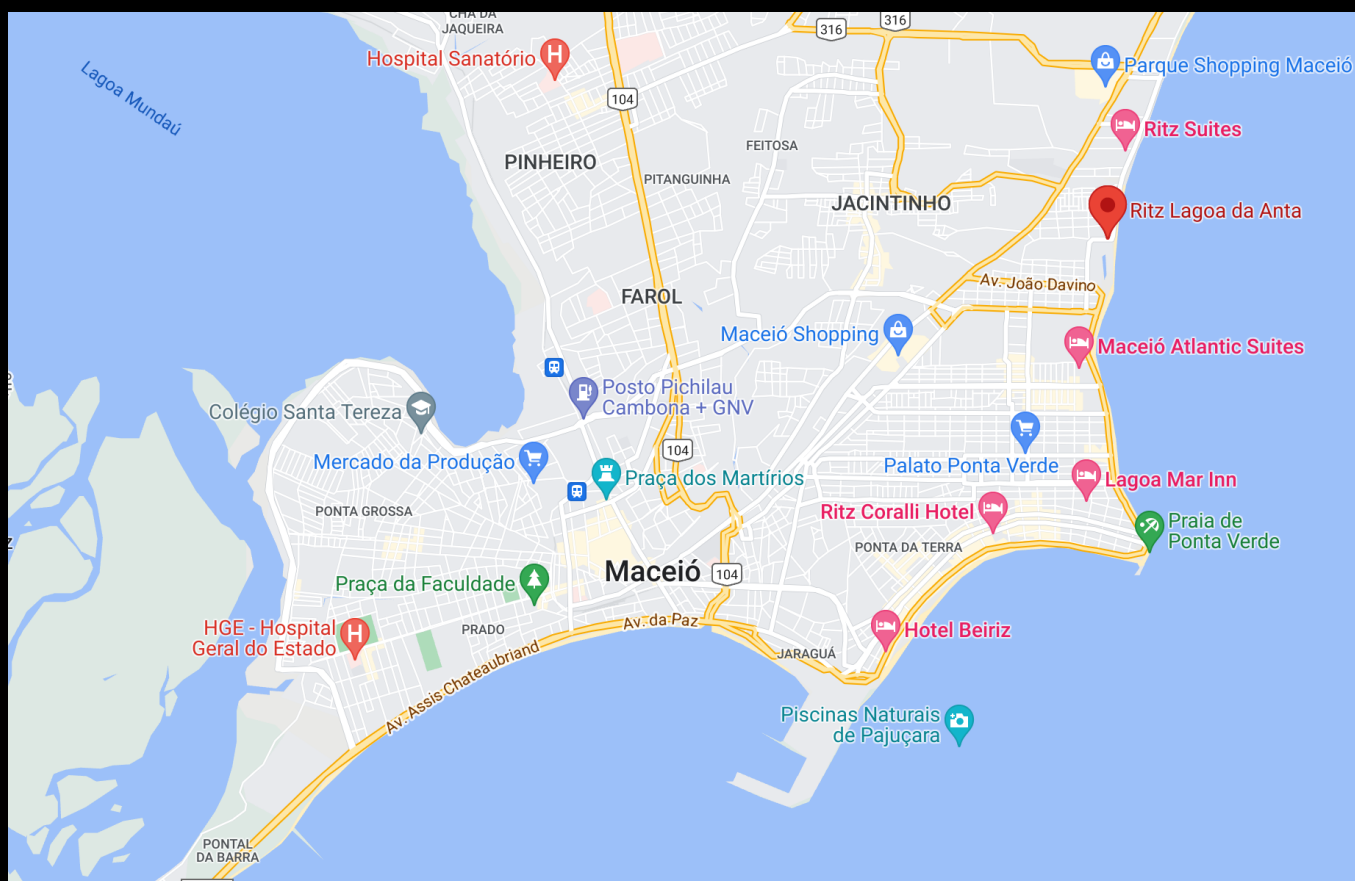 CHÃ DA
JAQUEIRA
316
316
Hospital Sanatório
H
Parque Shopping Maceió
Lagoa Mundaú
104
Ritz Suites
FEITOSA
PINHEIRO
PITANGUINHA
JACINTINHO
Ritz Lagoa da Anta
Av. João Davino
FAROL
Maceió Shopping
Maceió Atlantic Suites
Posto Pichilau
Cambona + GNV
Colégio Santa Tereza
104
Mercado da Produção
Palato Ponta Verde
Praça dos Martírios
Lagoa Mar Inn
PONTA GROSSA
Ritz Coralli Hotel
Praia de
Ponta Verde
PONTA DA TERRA
Maceió
104
Praça da Faculdade
HGE - Hospital
Geral do Estado
H
PRADO
Av. da Paz
Hotel Beiriz
JARAGUÁ
Av. Assis Chateaubriand
Piscinas Naturais
de Pajuçara
PONTAL
DA BARRA